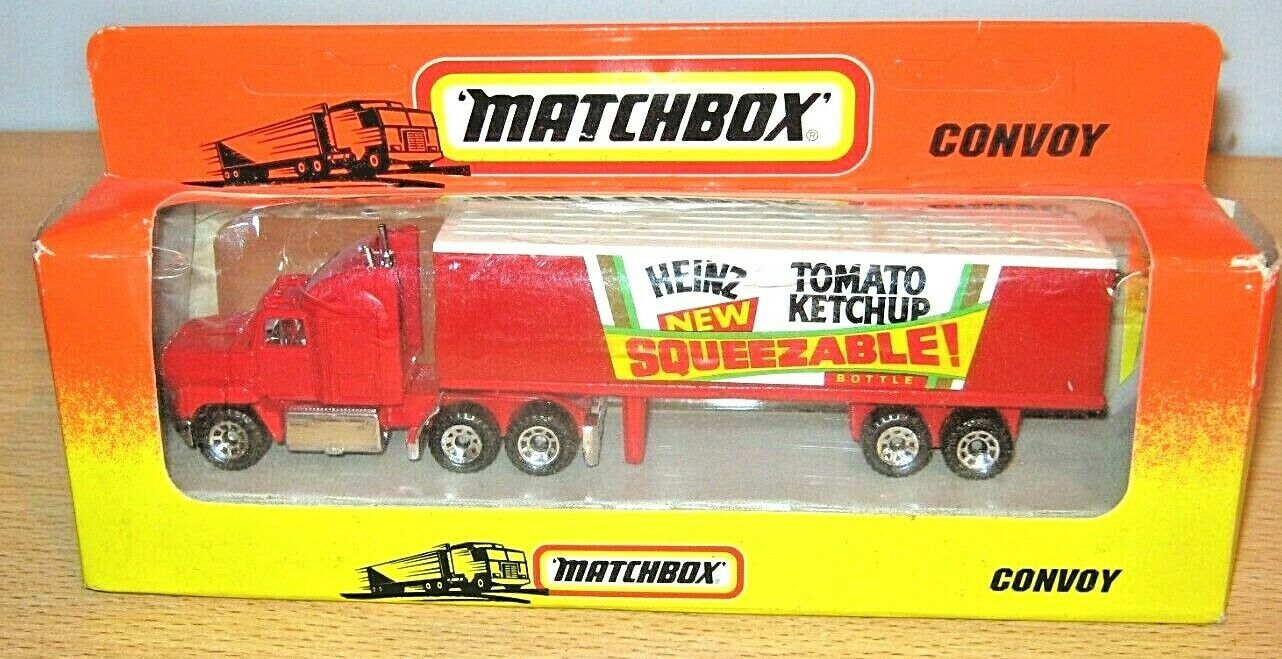 'MATCHBOX'®
CONVOY
HEINZ TOMATO
NEW KETCHUP
SQUEEZABLE!
BOTTLE
'MATCHBOX'®
CONVOY